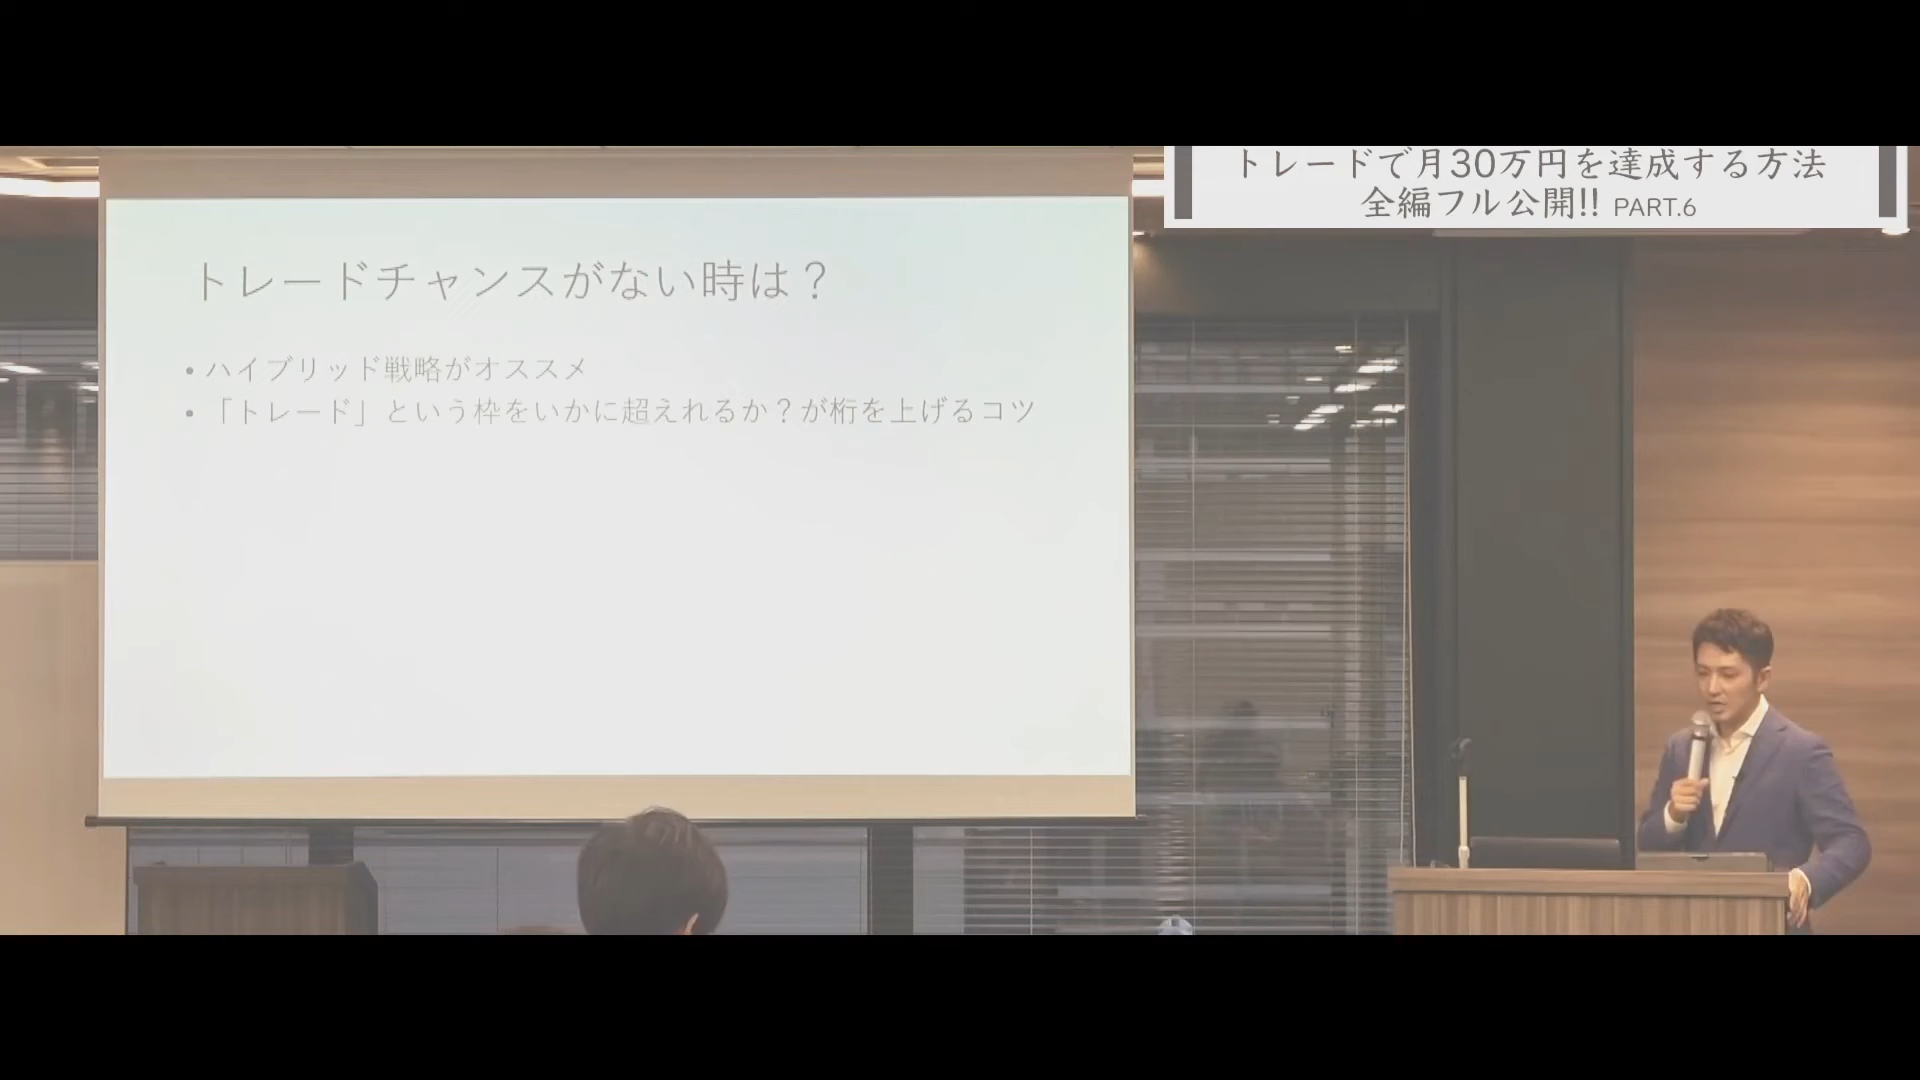 トレードで月30万円を達成する方法
全編フル公開!! PART.6
トレードチャンスがない時は？
• ハイブリッド戦略がオススメ
• 「トレード」という枠をいかに超えれるか？が桁を上げるコツ